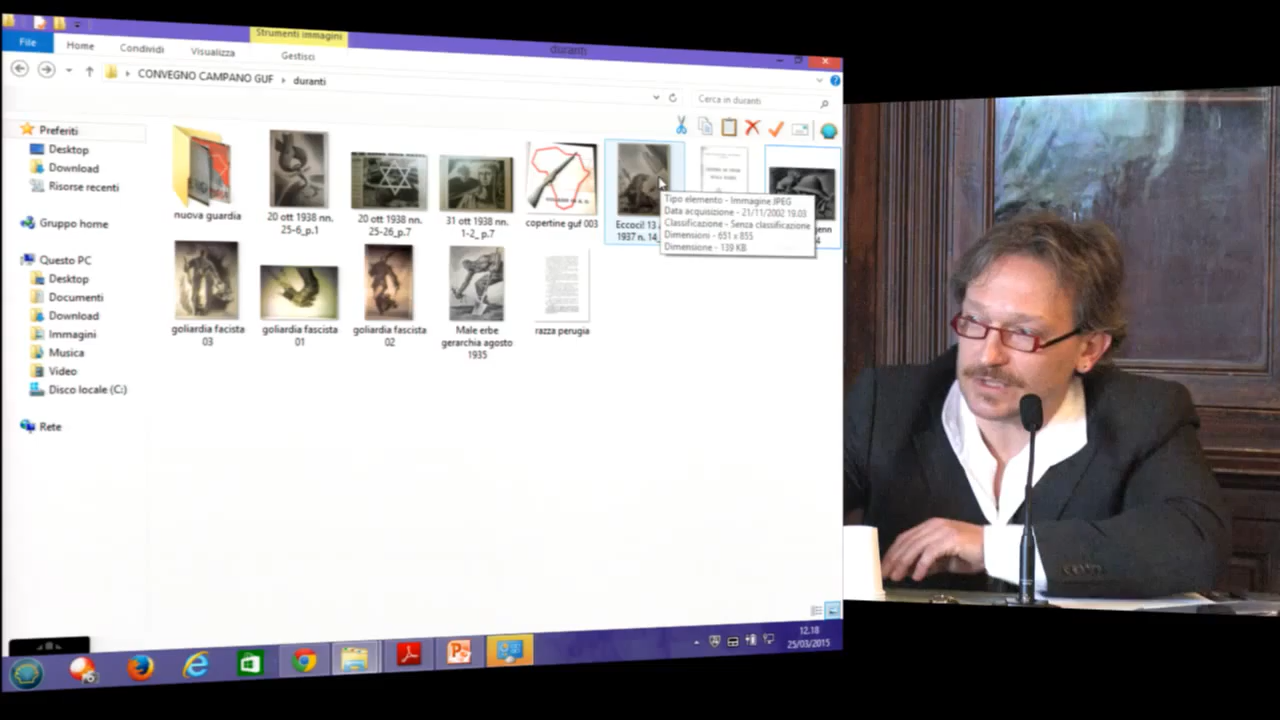 Strumenti immagini
duranti
File
Home
Condividi
Visualizza
Gestisci
CONVEGNO CAMPANO GUF
duranti
Cerca in duranti
Preferiti
Desktop
Download
Risorse recenti
Gruppo home
Questo PC
Desktop
Documenti
Download
Immagini
Musica
Video
Disco locale (C:)
Rete
nuova guardia
20 ott 1938 nn.
25-6_p.1
20 ott 1938 nn.
25-26_p.7
31 ott 1938 nn.
1-2_ p.7
copertine guf 003
Eccoci! 13
1937 n. 14
Tipo elemento - Immagine JPEG
Data acquisizione - 21/11/2002 19.03
Classificazione - Senza classificazione
Dimensioni - 651 x 855
Dimensione - 139 KB
goliardia facista
03
goliardia fascista
01
goliardia fascista
02
Male erbe
gerarchia agosto
1935
razza perugia
12.18
25/03/2015